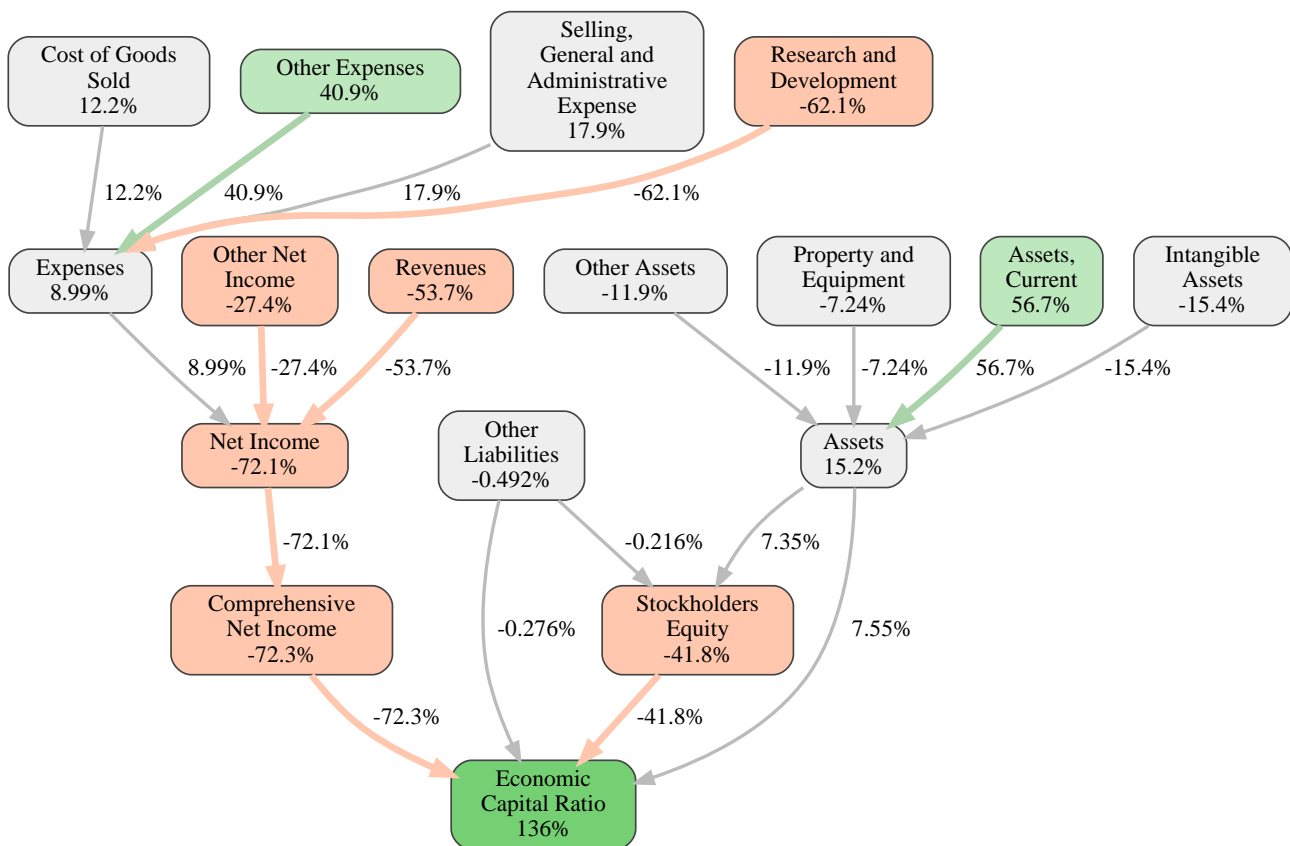 Cost of Goods
Sold
12.2%
Other Expenses
40.9%
Selling,
General and
Administrative
Expense
17.9%
Research and
Development
-62.1%
12.2%
40.9%
17.9%
-62.1%
Expenses
8.99%
Other Net
Income
-27.4%
Revenues
-53.7%
Other Assets
-11.9%
Property and
Equipment
-7.24%
Assets,
Current
56.7%
Intangible
Assets
-15.4%
8.99%
-27.4%
-53.7%
-11.9%
-7.24%
56.7%
-15.4%
Net Income
-72.1%
Other
Liabilities
-0.492%
Assets
15.2%
-72.1%
-0.216%
7.35%
Comprehensive
Net Income
-72.3%
-0.276%
Stockholders
Equity
-41.8%
7.55%
-72.3%
-41.8%
Economic
Capital Ratio
136%